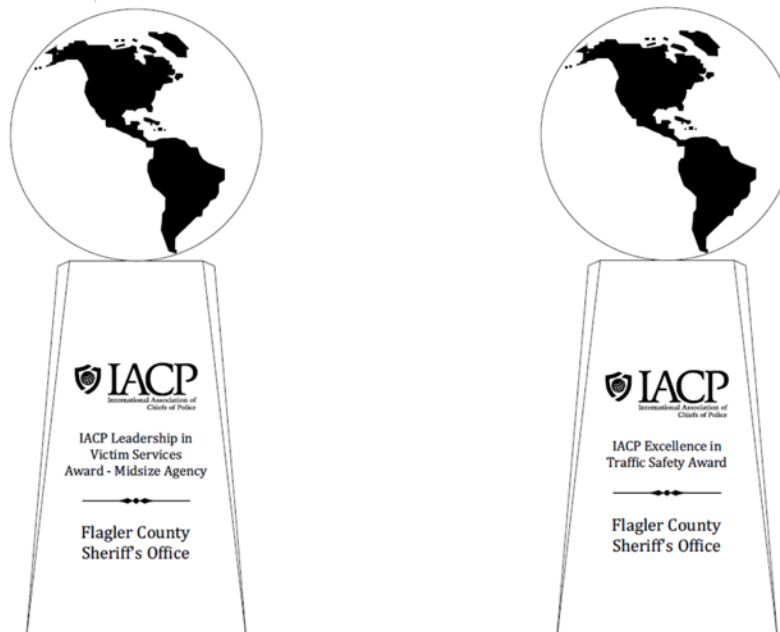 IACP
International Association of
Chiefs of Police
IACP Leadership in
Victim Services
Award - Midsize Agency
Flagler County
Sheriff's Office
IACP
International Association of
Chiefs of Police
IACP Excellence in
Traffic Safety Award
Flagler County
Sheriff's Office